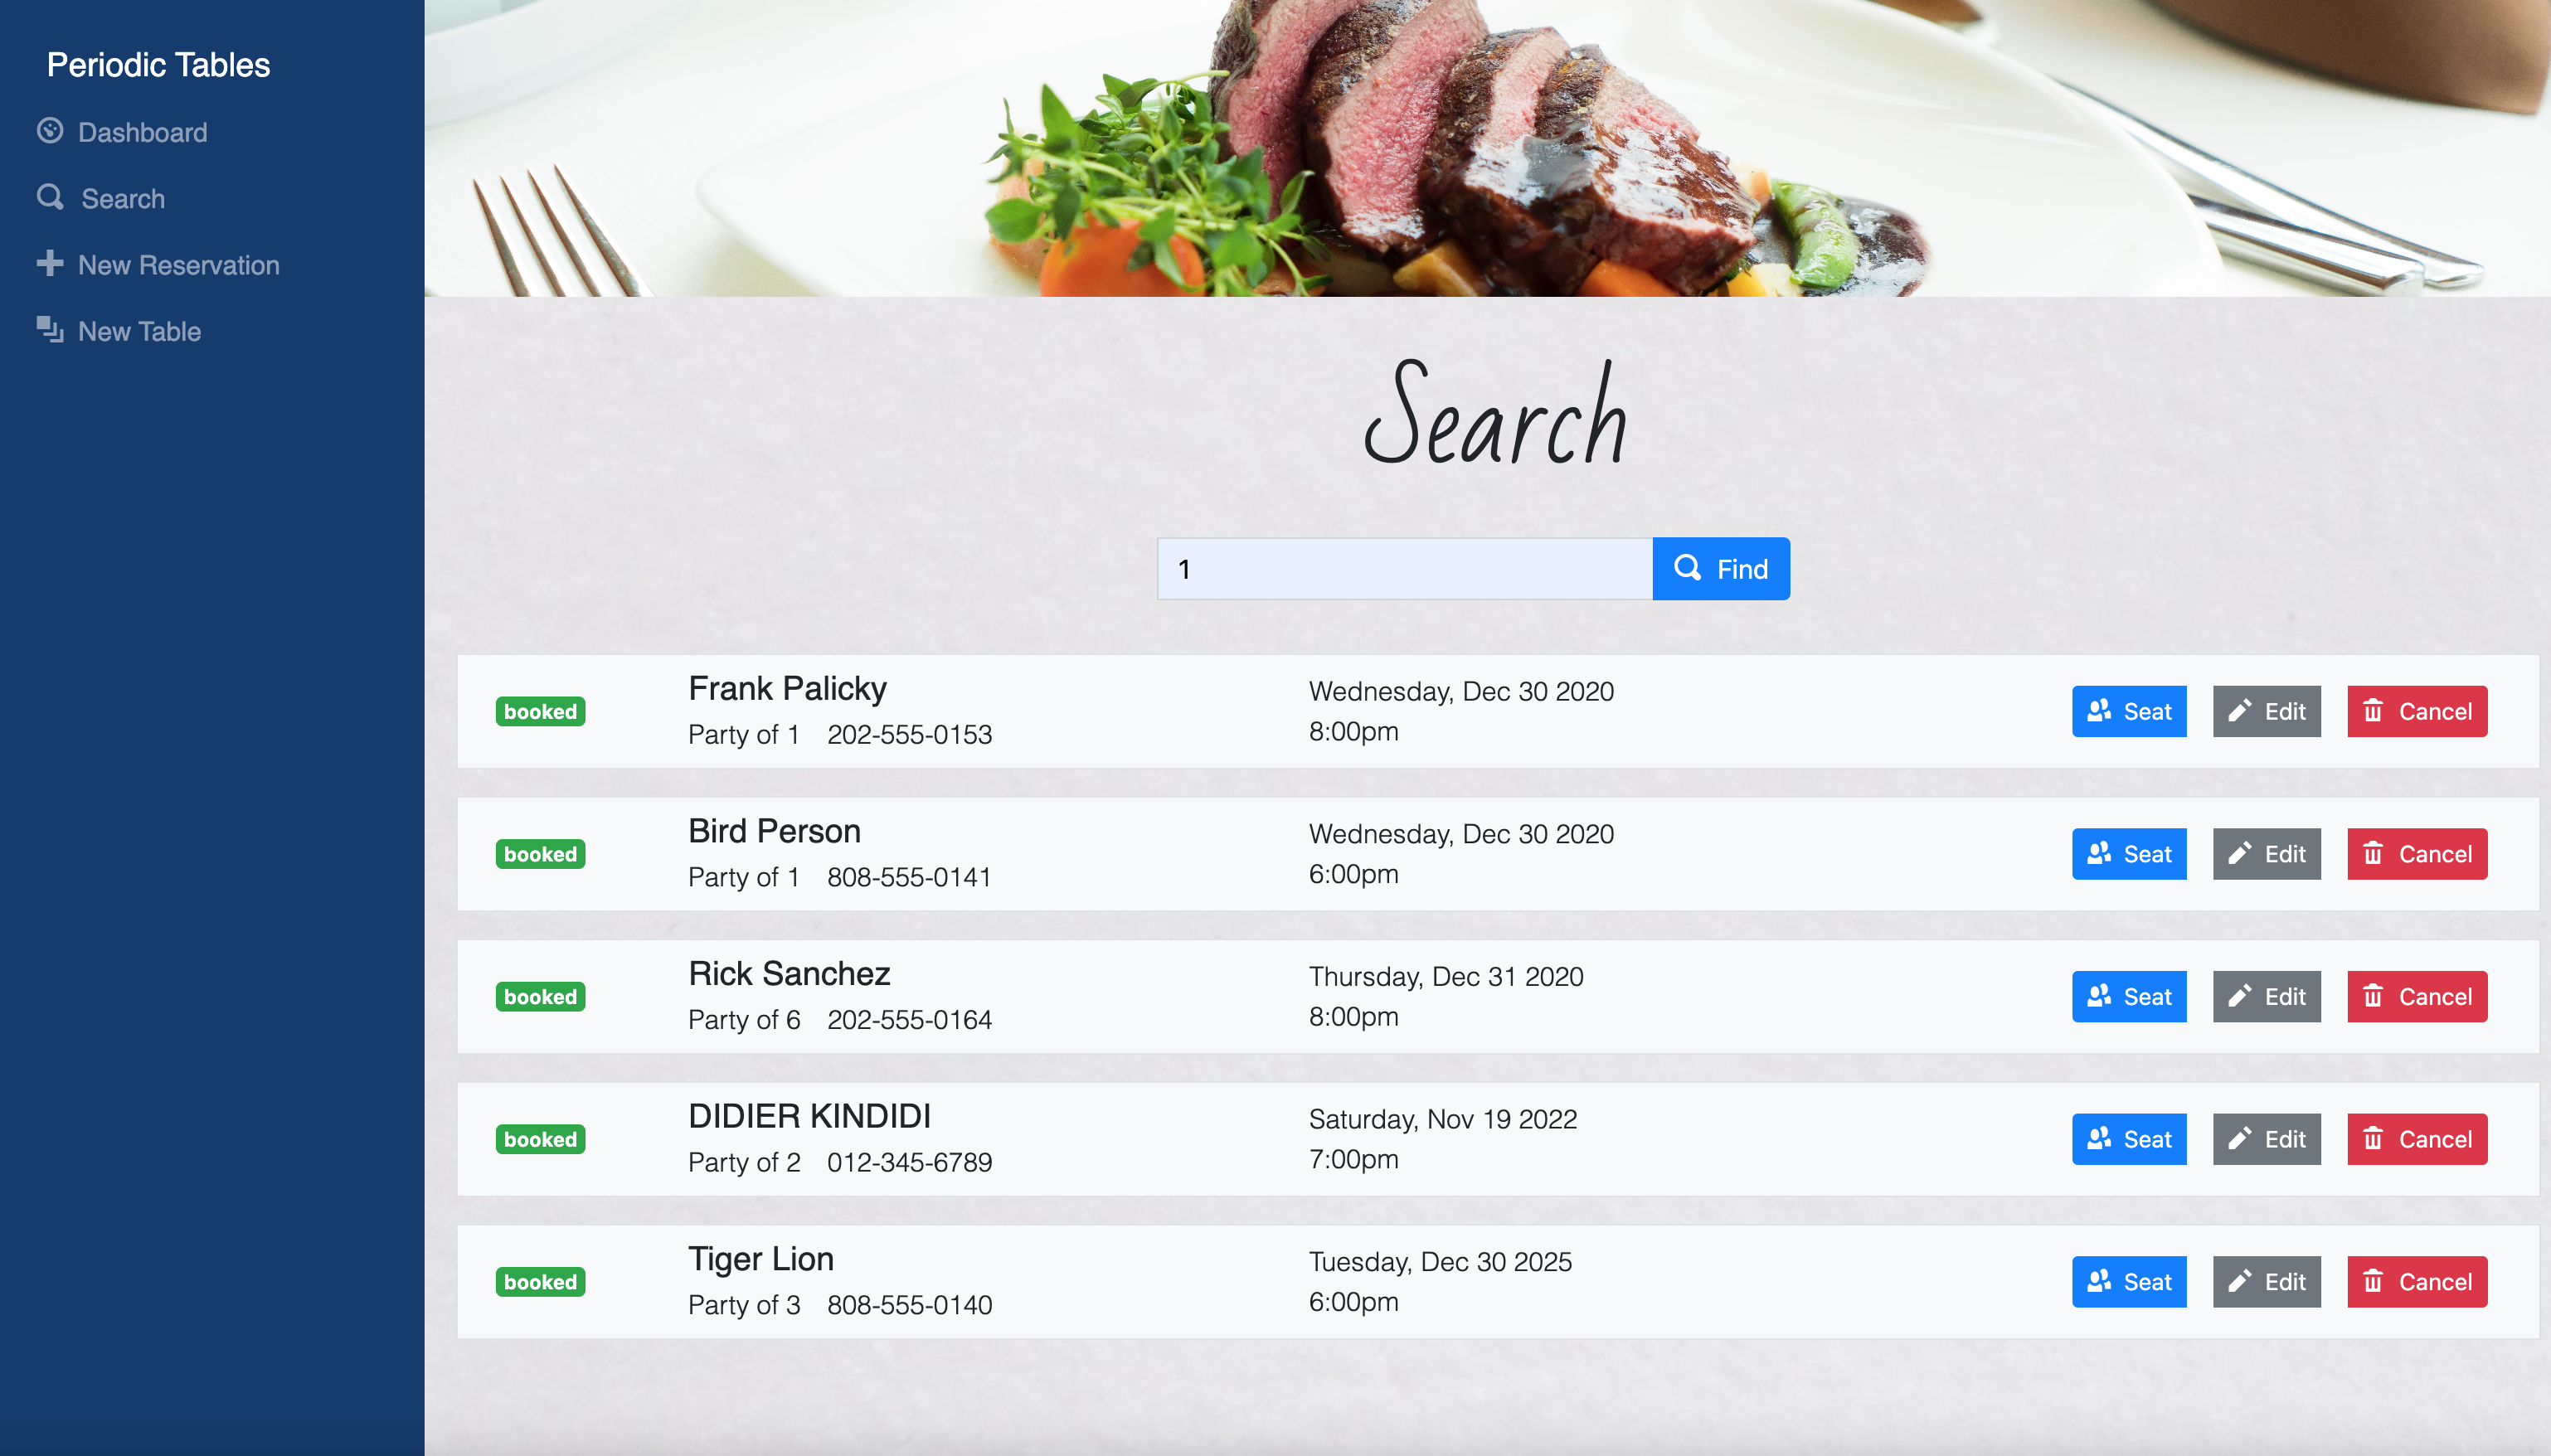 Periodic Tables
Dashboard
Search
New Reservation
New Table
Search
1 Find
booked
Frank Palicky
Party of 1 202-555-0153
Wednesday, Dec 30 2020
8:00pm
Seat Edit Cancel
booked
Bird Person
Party of 1 808-555-0141
Wednesday, Dec 30 2020
6:00pm
Seat Edit Cancel
booked
Rick Sanchez
Party of 6 202-555-0164
Thursday, Dec 31 2020
8:00pm
Seat Edit Cancel
booked
DIDIER KINDIDI
Party of 2 012-345-6789
Saturday, Nov 19 2022
7:00pm
Seat Edit Cancel
booked
Tiger Lion
Party of 3 808-555-0140
Tuesday, Dec 30 2025
6:00pm
Seat Edit Cancel